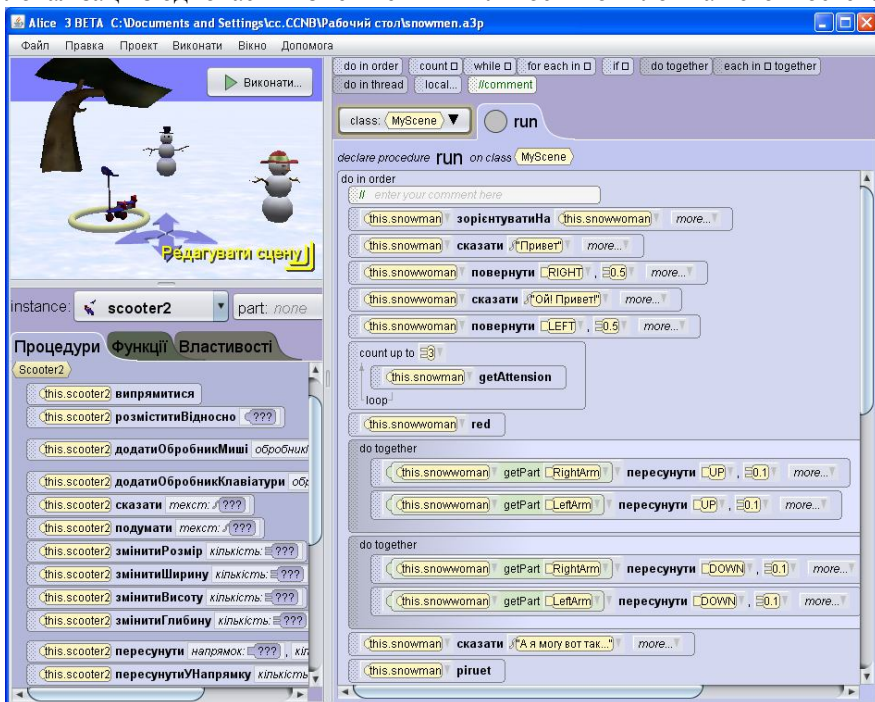 Alice 3 BETA C:\Documents and Settings\cc.CCNB\Рабочий стол\snowmen.a3p
Файл Правка Проект Виконати Вікно Допомога
Виконати...
Редагувати сцену
instance: scooter2 part: none
Процедури Функції Властивості
Scooter2
this.scooter2 випрямитися
this.scooter2 розміститиВідносно ???
this.scooter2 додатиОбробникМиші
this.scooter2 додатиОбробникКлавіатури
this.scooter2 сказати текст: ???
this.scooter2 подумати текст: ???
this.scooter2 змінитиРозмір кількість: ???
this.scooter2 змінитиШирину кількість: ???
this.scooter2 змінитиВисоту кількість: ???
this.scooter2 змінитиГлибину кількість: ???
this.scooter2 пересунути напрямок: ??? , кіл
this.scooter2 пересунутиУНапрямку кількість
do in order count while for each in if do together each in together
do in thread local... //comment
class: MyScene run
declare procedure run on class MyScene
do in order
// enter your comment here
this.snowman зорієнтуватиНа this.snowwoman more...
this.snowman сказати "Привет" more...
this.snowwoman повернути RIGHT , 0.5 more...
this.snowwoman сказати "Ой! Привет!" more...
this.snowwoman повернути LEFT , 0.5 more...
count up to 3
this.snowman getAttension
loop
this.snowwoman red
do together
this.snowwoman getPart RightArm пересунути UP , 0.1 more...
this.snowwoman getPart LeftArm пересунути UP , 0.1 more...
do together
this.snowwoman getPart RightArm пересунути DOWN , 0.1 more...
this.snowwoman getPart LeftArm пересунути DOWN , 0.1 more...
this.snowman сказати "А я могу вот так..." more...
this.snowman piruet